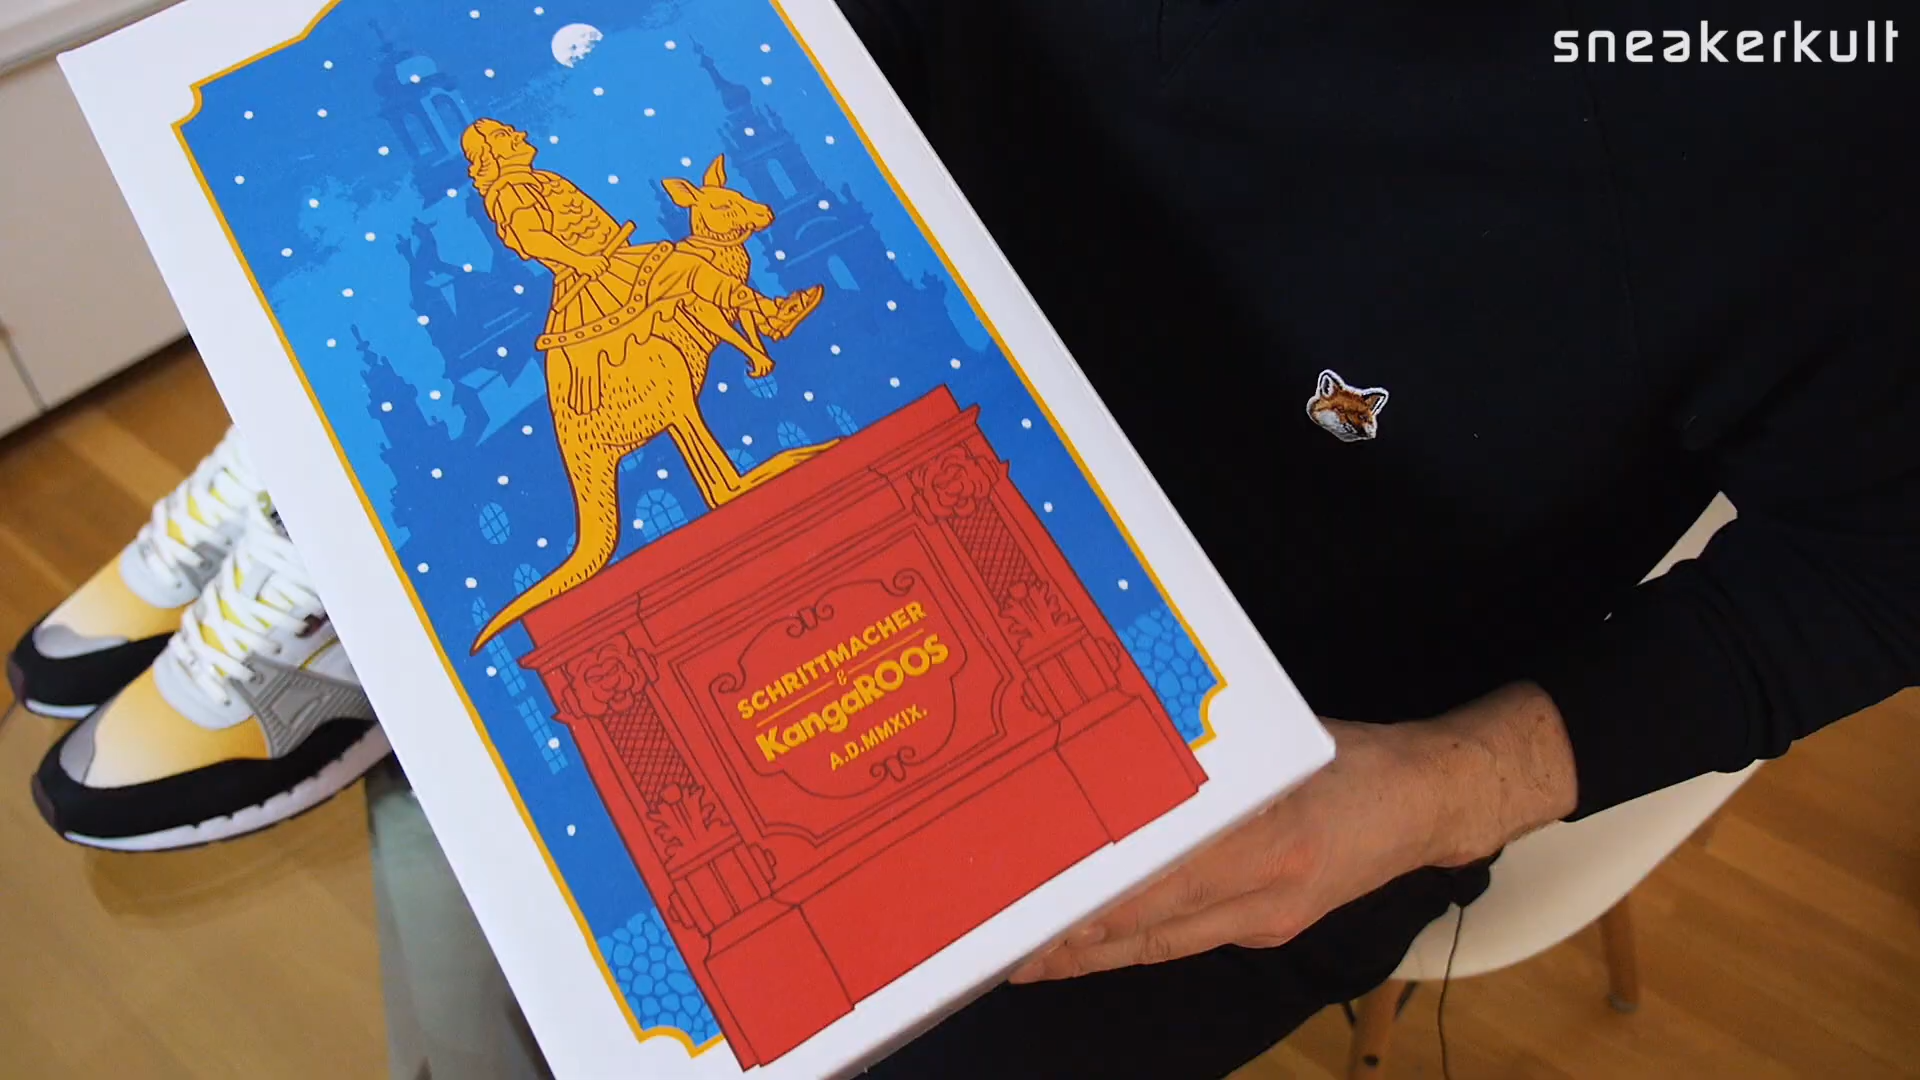 sneakerkult
SCHRITTMACHER
&
KangaROOS
A.D.MMXIX.